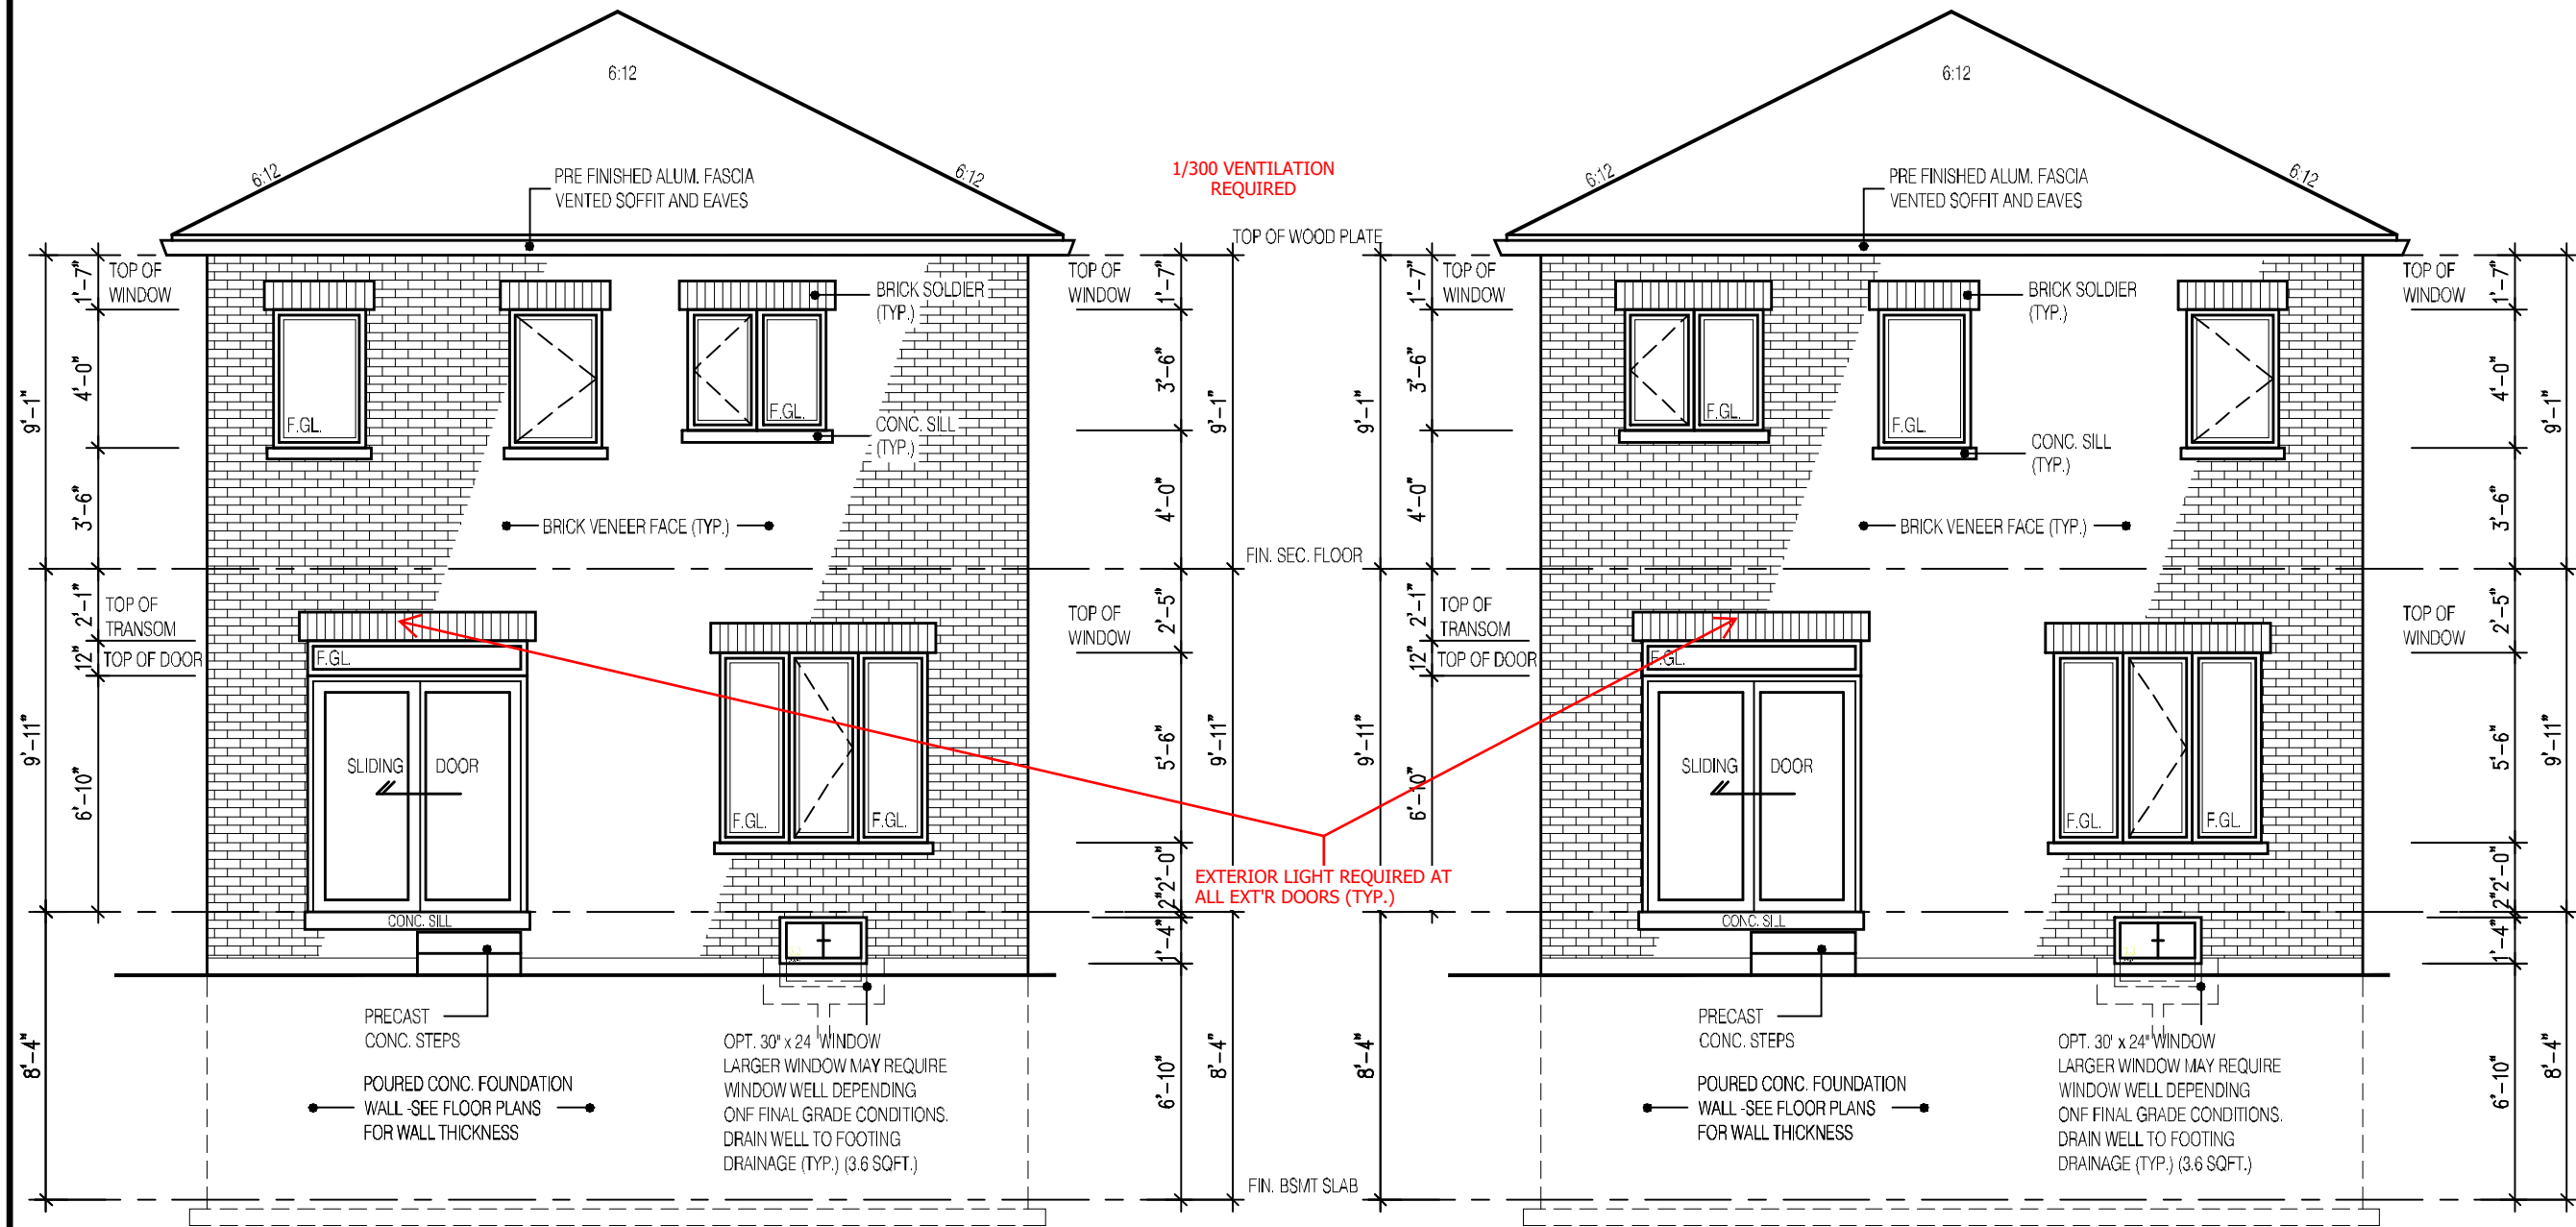 6:12
6:12
6:12
PRE FINISHED ALUM. FASCIA
VENTED SOFFIT AND EAVES
1/300 VENTILATION
REQUIRED
6:12
6:12
6:12
PRE FINISHED ALUM. FASCIA
VENTED SOFFIT AND EAVES
TOP OF WOOD PLATE
9'-1"
9'-11"
8'-4"
1'-7"
4'-0"
3'-6"
2'-1"
12"
6'-10"
TOP OF
WINDOW
TOP OF
TRANSOM
TOP OF DOOR
F.GL.
F.GL.
BRICK SOLDIER
(TYP.)
CONC. SILL
(TYP.)
BRICK VENEER FACE (TYP.)
F.GL.
SLIDING DOOR
F.GL.
F.GL.
CONC. SILL
PRECAST
CONC. STEPS
POURED CONC. FOUNDATION
WALL -SEE FLOOR PLANS
FOR WALL THICKNESS
OPT. 30" x 24" WINDOW
LARGER WINDOW MAY REQUIRE
WINDOW WELL DEPENDING
ONF FINAL GRADE CONDITIONS.
DRAIN WELL TO FOOTING
DRAINAGE (TYP.) (3.6 SQFT.)
TOP OF
WINDOW
TOP OF
WINDOW
1'-7"
3'-6"
4'-0"
2'-5"
5'-6"
2'-0"
2"
1'-4"
6'-10"
9'-1"
9'-11"
8'-4"
FIN. SEC. FLOOR
EXTERIOR LIGHT REQUIRED AT
ALL EXT'R DOORS (TYP.)
FIN. BSMT SLAB
9'-1"
9'-11"
8'-4"
1'-7"
3'-6"
4'-0"
2'-1"
12"
6'-10"
TOP OF
WINDOW
TOP OF
TRANSOM
TOP OF DOOR
F.GL.
BRICK SOLDIER
(TYP.)
F.GL.
CONC. SILL
(TYP.)
BRICK VENEER FACE (TYP.)
F.GL.
SLIDING DOOR
F.GL.
F.GL.
CONC. SILL
PRECAST
CONC. STEPS
POURED CONC. FOUNDATION
WALL -SEE FLOOR PLANS
FOR WALL THICKNESS
OPT. 30" x 24" WINDOW
LARGER WINDOW MAY REQUIRE
WINDOW WELL DEPENDING
ONF FINAL GRADE CONDITIONS.
DRAIN WELL TO FOOTING
DRAINAGE (TYP.) (3.6 SQFT.)
TOP OF
WINDOW
TOP OF
WINDOW
1'-7"
4'-0"
3'-6"
2'-5"
5'-6"
2'-0"
2"
1'-4"
6'-10"
9'-1"
9'-11"
8'-4"